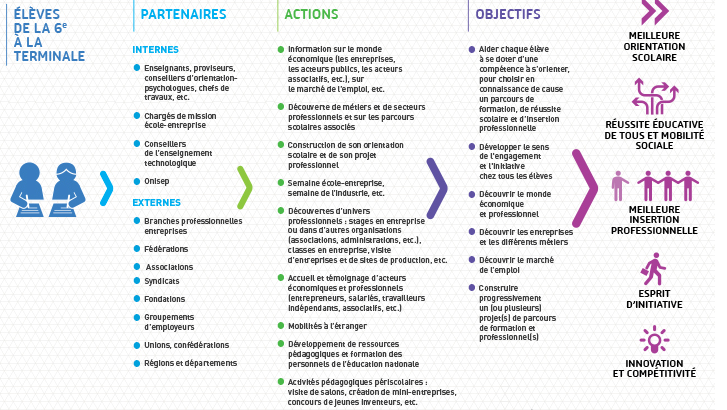 ÉLÈVES
DE LA 6e
À LA
TERMINALE
PARTENAIRES
INTERNES
Enseignants, proviseurs,
conseillers d'orientation-
psychologues, chefs de
travaux, etc.
Chargés de mission
école-entreprise
Conseillers
de l'enseignement
technologique
Onisep
EXTERNES
Branches professionnelles
entreprises
Fédérations
Associations
Syndicats
Fondations
Groupements
d'employeurs
Unions, confédérations
Régions et départements
ACTIONS
Information sur le monde
économique (les entreprises,
les acteurs publics, les acteurs
associatifs, etc.), sur
le marché de l'emploi, etc.
Découverte de métiers et de secteurs
professionnels et sur les parcours
scolaires associés
Construction de son orientation
scolaire et de son projet
professionnel
Semaine école-entreprise,
semaine de l'industrie, etc.
Découvertes d'univers
professionnels : stages en entreprise
ou dans d'autres organisations
(associations, administrations, etc.),
classes en entreprise, visite
d'entreprises et de sites de production, etc.
Accueil et témoignage d'acteurs
économiques et professionnels
(entrepreneurs, salariés, travailleurs
indépendants, associatifs, etc.)
Mobilités à l'étranger
Développement de ressources
pédagogiques et formation des
personnels de l'éducation nationale
Activités pédagogiques périscolaires :
visite de salons, création de mini-entreprises,
concours de jeunes inventeurs, etc.
OBJECTIFS
Aider chaque élève
à se doter d'une
compétence à s'orienter,
pour choisir en
connaissance de cause
un parcours de
formation, de réussite
scolaire et d'insertion
professionnelle
Développer le sens
de l'engagement
et l'initiative
chez tous les élèves
Découvrir le monde
économique
et professionnel
Découvrir les entreprises
et les différents métiers
Découvrir le marché
de l'emploi
Construire
progressivement
un (ou plusieurs)
projet(s) de parcours
de formation et
professionnel(s)
MEILLEURE
ORIENTATION
SCOLAIRE
RÉUSSITE ÉDUCATIVE
DE TOUS ET MOBILITÉ
SOCIALE
MEILLEURE
INSERTION
PROFESSIONNELLE
ESPRIT
D'INITIATIVE
INNOVATION
ET COMPÉTITIVITÉ